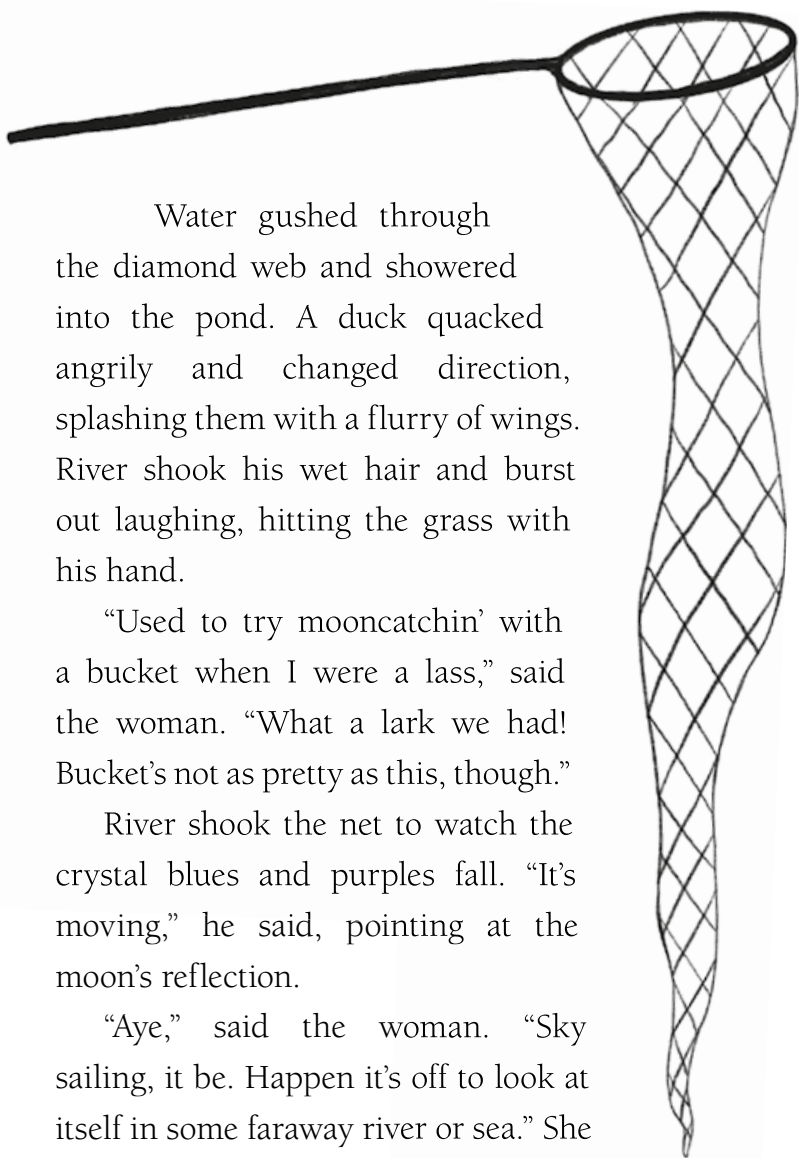 Water gushed through
the diamond web and showered
into the pond. A duck quacked
angrily and changed direction,
splashing them with a flurry of wings.
River shook his wet hair and burst
out laughing, hitting the grass with
his hand.
“Used to try mooncatchin’ with
a bucket when I were a lass,” said
the woman. “What a lark we had!
Bucket’s not as pretty as this, though.”
River shook the net to watch the
crystal blues and purples fall. “It’s
moving,” he said, pointing at the
moon’s reflection.
“Aye,” said the woman. “Sky
sailing, it be. Happen it’s off to look at
itself in some faraway river or sea.” She